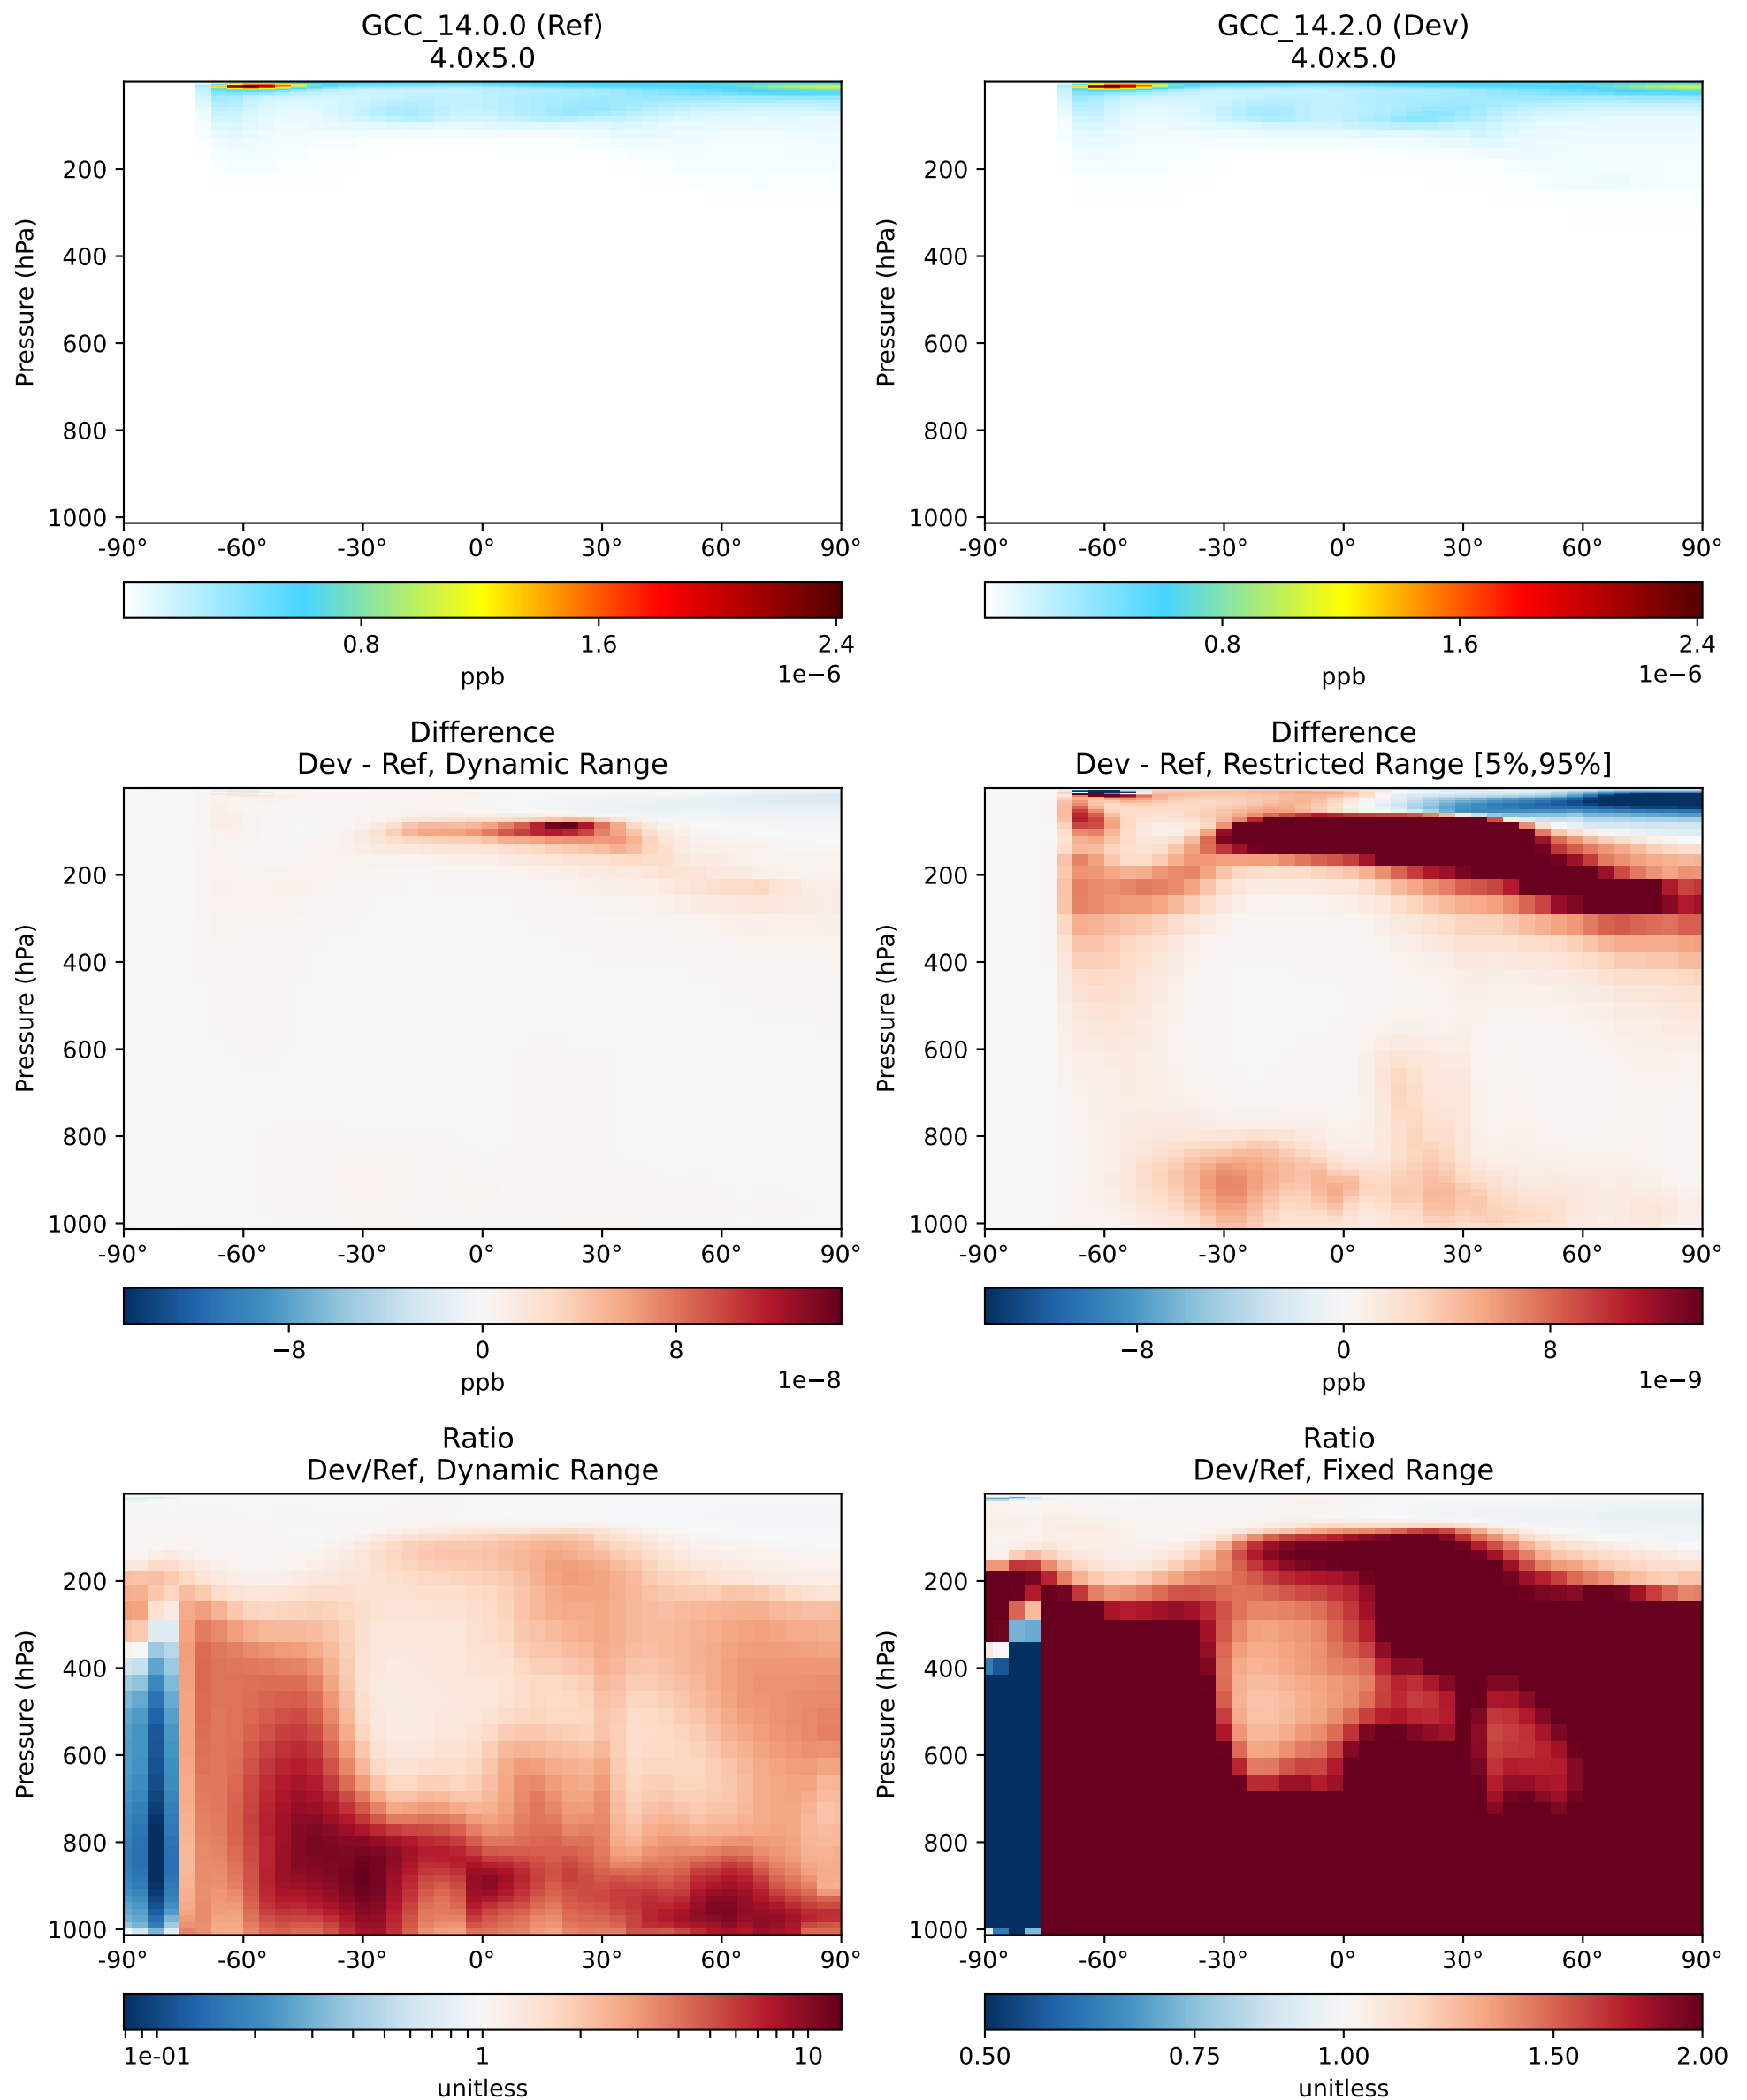 GCC_14.0.0 (Ref)
4.0x5.0
Pressure (hPa)
200
400
600
800
1000
-90° -60° -30° 0° 30° 60° 90°
0.8 1.6 2.4
ppb
1e−6
GCC_14.2.0 (Dev)
4.0x5.0
Pressure (hPa)
200
400
600
800
1000
-90° -60° -30° 0° 30° 60° 90°
0.8 1.6 2.4
ppb
1e−6
Difference
Dev - Ref, Dynamic Range
Pressure (hPa)
200
400
600
800
1000
-90° -60° -30° 0° 30° 60° 90°
−8 0 8
ppb
1e−8
Difference
Dev - Ref, Restricted Range [5%,95%]
Pressure (hPa)
200
400
600
800
1000
-90° -60° -30° 0° 30° 60° 90°
−8 0 8
ppb
1e−9
Ratio
Dev/Ref, Dynamic Range
Pressure (hPa)
200
400
600
800
1000
-90° -60° -30° 0° 30° 60° 90°
1e-01 1 10
unitless
Ratio
Dev/Ref, Fixed Range
Pressure (hPa)
200
400
600
800
1000
-90° -60° -30° 0° 30° 60° 90°
0.50 0.75 1.00 1.50 2.00
unitless